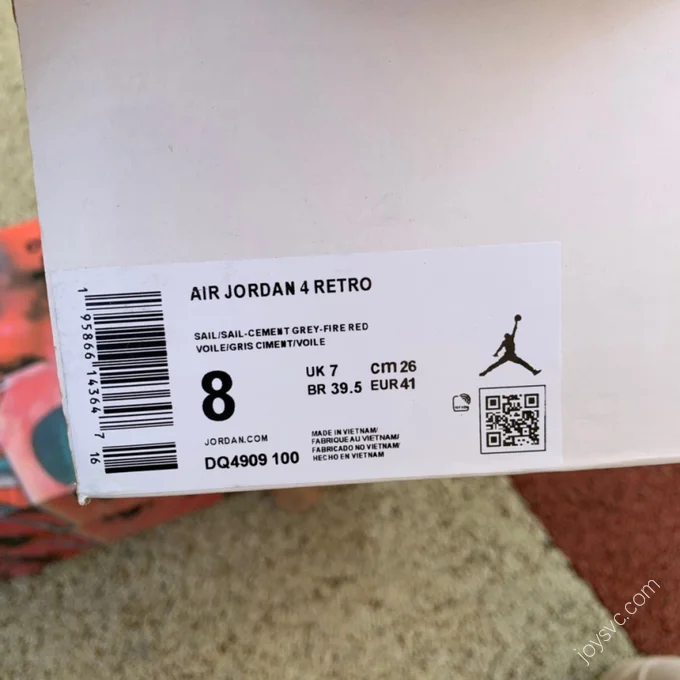 AIR JORDAN 4 RETRO
SAIL/SAIL-CEMENT GREY-FIRE RED
VOILE/GRIS CIMENT/VOILE
8
UK 7 cm 26
BR 39.5 EUR 41
JORDAN.COM
DQ4909 100
MADE IN VIETNAM/
FABRIQUE AU VIETNAM/
FABRICADO NO VIETNAM/
HECHO EN VIETNAM
1 95866 14364 7 16
joysvc.com